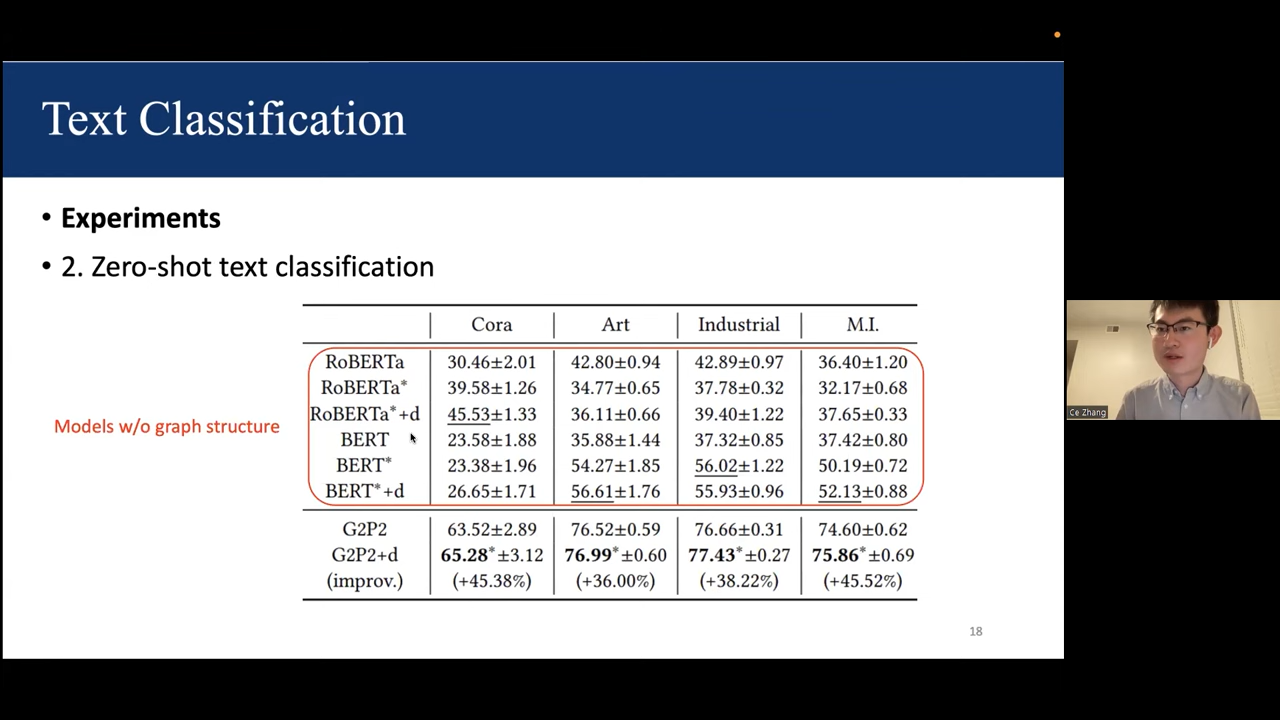 Text Classification
• Experiments
• 2. Zero-shot text classification
Cora Art Industrial M.I.
RoBERTa 30.46±2.01 42.80±0.94 42.89±0.97 36.40±1.20
RoBERTa* 39.58±1.26 34.77±0.65 37.78±0.32 32.17±0.68
RoBERTa*+d 45.53±1.33 36.11±0.66 39.40±1.22 37.65±0.33
Models w/o graph structure
BERT 23.58±1.88 35.88±1.44 37.32±0.85 37.42±0.80
BERT* 23.38±1.96 54.27±1.85 56.02±1.22 50.19±0.72
BERT*+d 26.65±1.71 56.61±1.76 55.93±0.96 52.13±0.88
G2P2 63.52±2.89 76.52±0.59 76.66±0.31 74.60±0.62
G2P2+d 65.28*±3.12 76.99*±0.60 77.43*±0.27 75.86*±0.69
(improv.) (+45.38%) (+36.00%) (+38.22%) (+45.52%)
18
Ce Zhang